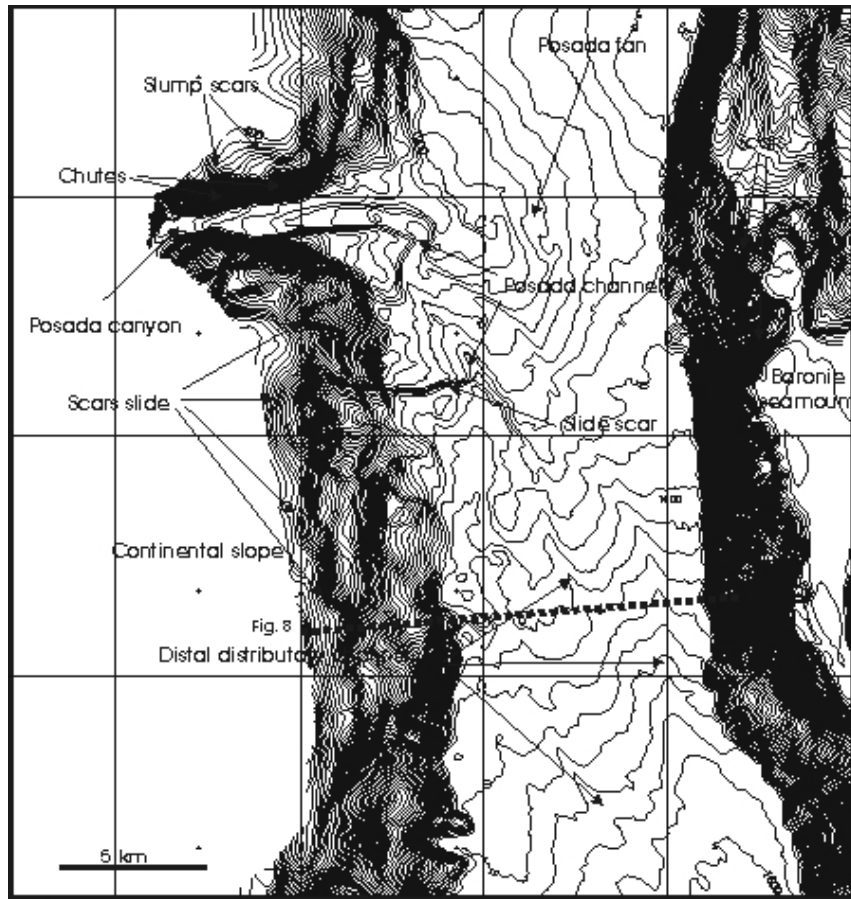 Posada fan
Slump scars
Chutes
Posada channel
Posada canyon
Baronie
Scars slide
Slide scar
1400
Continental slope
Fig. 8
Distal distributary
5 km